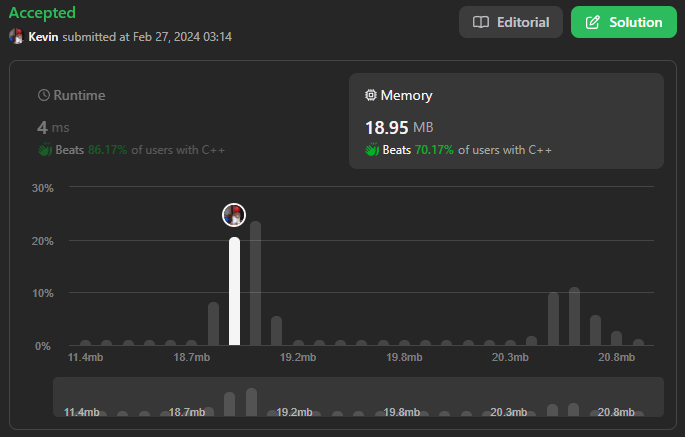 Accepted
Editorial
Solution
Kevin submitted at Feb 27, 2024 03:14
Runtime
4 ms
Beats 86.17% of users with C++
Memory
18.95 MB
Beats 70.17% of users with C++
30%
20%
10%
0%
11.4mb 18.7mb 19.2mb 19.8mb 20.3mb 20.8mb
11.4mb 18.7mb 19.2mb 19.8mb 20.3mb 20.8mb